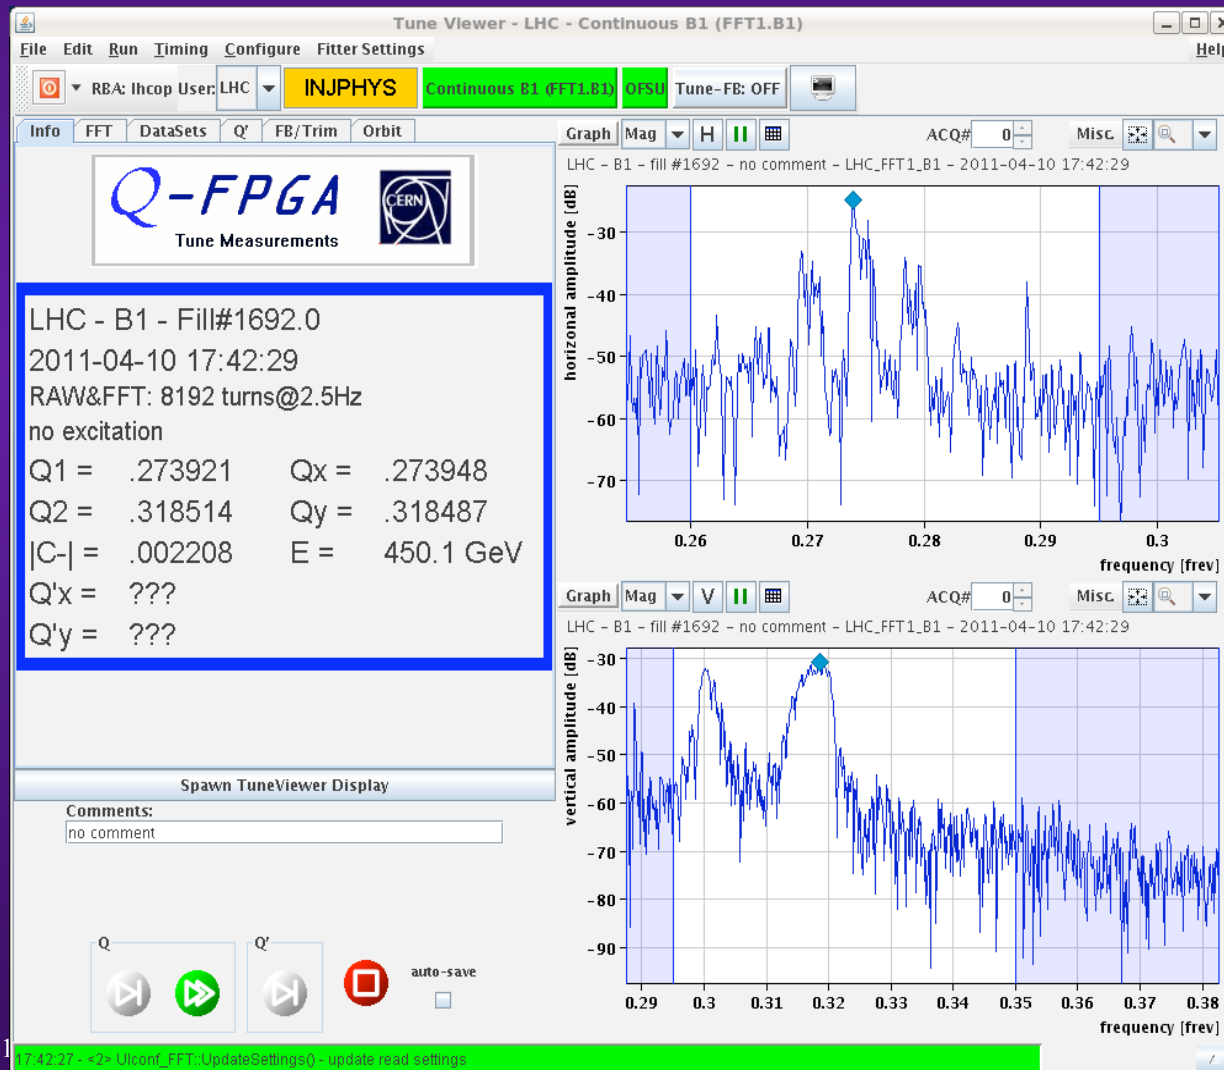 Tune Viewer - LHC - Continuous B1 (FFT1.B1)
File Edit Run Timing Configure Fitter Settings Help
RBA: lhcop User: LHC INJPHYS Continuous B1 (FFT1.B1) OFSU Tune-FB: OFF
Info FFT DataSets Q' FB/Trim Orbit
Q-FPGA
Tune Measurements
CERN
LHC - B1 - Fill#1692.0
2011-04-10 17:42:29
RAW&FFT: 8192 turns@2.5Hz
no excitation
Q1 = .273921 Qx = .273948
Q2 = .318514 Qy = .318487
|C-| = .002208 E = 450.1 GeV
Q'x = ???
Q'y = ???
Spawn TuneViewer Display
Comments:
no comment
Q Q'
auto-save
Graph Mag H ACQ# 0 Misc.
LHC - B1 - fill #1692 - no comment - LHC_FFT1_B1 - 2011-04-10 17:42:29
horizonal amplitude [dB]
-30
-40
-50
-60
-70
0.26 0.27 0.28 0.29 0.3
frequency [frev]
Graph Mag V ACQ# 0 Misc.
LHC - B1 - fill #1692 - no comment - LHC_FFT1_B1 - 2011-04-10 17:42:29
vertical amplitude [dB]
-30
-40
-50
-60
-70
-80
-90
0.29 0.3 0.31 0.32 0.33 0.34 0.35 0.36 0.37 0.38
frequency [frev]
1
17:42:27 - <2> UIconf_FFT::UpdateSettings() - update read settings